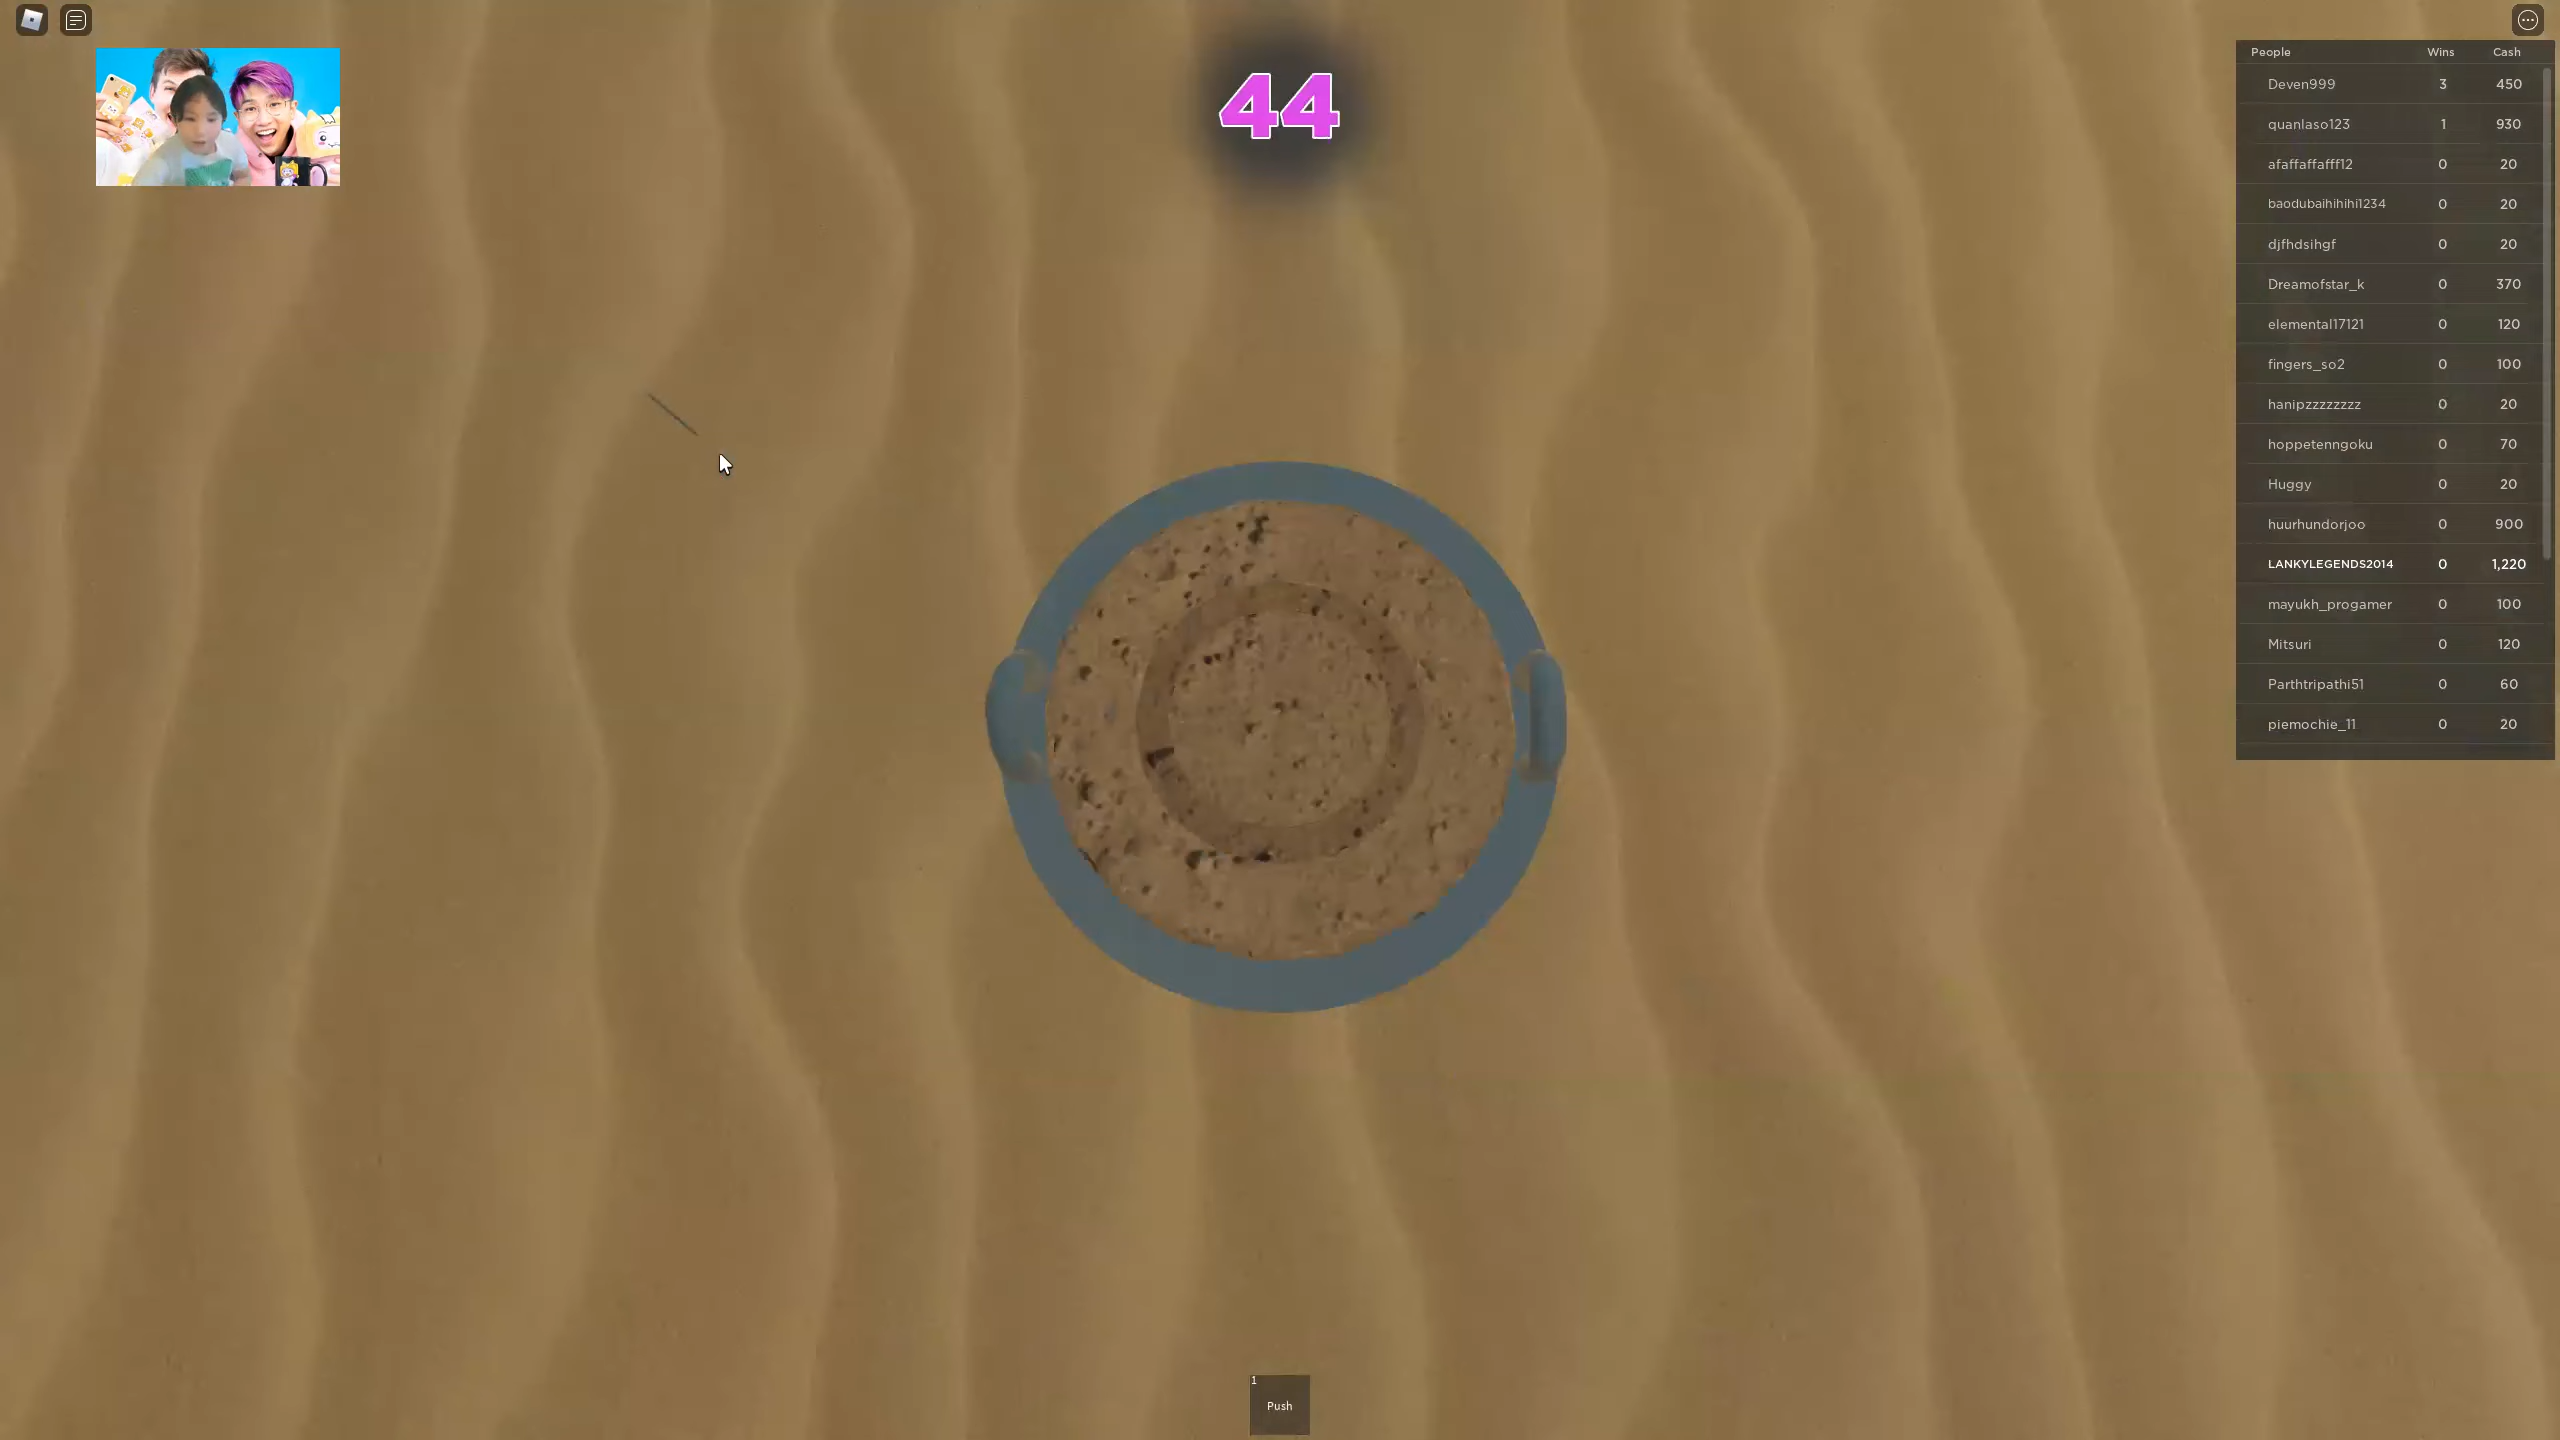 44
People Wins Cash
Deven999 3 450
quanlaso123 1 930
afaffaffafff12 0 20
baodubaihihihi1234 0 20
djfhdsihgf 0 20
Dreamofstar_k 0 370
elemental17121 0 120
fingers_so2 0 100
hanipzzzzzzzz 0 20
hoppetenngoku 0 70
Huggy 0 20
huurhundorjoo 0 900
LANKYLEGENDS2014 0 1,220
mayukh_progamer 0 100
Mitsuri 0 120
Parthtripathi51 0 60
piemochie_11 0 20
1
Push